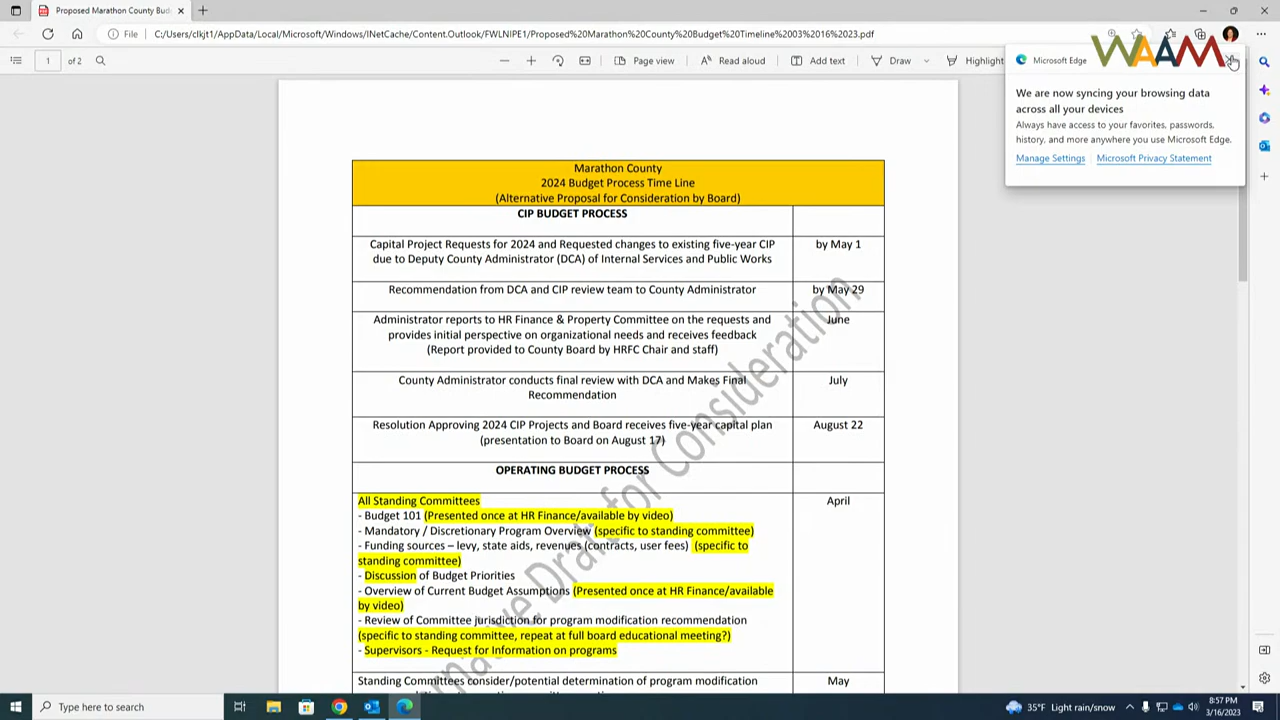 Proposed Marathon County Bud
File
C:/Users/clkjt1/AppData/Local/Microsoft/Windows/INetCache/Content.Outlook/FWLNIPE1/Proposed%20Marathon%20County%20Budget%20Timeline%2003%2016%2023.pdf
1 of 2
Page view
Read aloud
Add text
Draw
Highlight
WAAM
Microsoft Edge
We are now syncing your browsing data
across all your devices
Always have access to your favorites, passwords,
history, and more anywhere you use Microsoft Edge.
Manage Settings Microsoft Privacy Statement
Marathon County
2024 Budget Process Time Line
(Alternative Proposal for Consideration by Board)
CIP BUDGET PROCESS
Capital Project Requests for 2024 and Requested changes to existing five-year CIP by May 1
due to Deputy County Administrator (DCA) of Internal Services and Public Works
Recommendation from DCA and CIP review team to County Administrator by May 29
Administrator reports to HR Finance & Property Committee on the requests and June
provides initial perspective on organizational needs and receives feedback
(Report provided to County Board by HRFC Chair and staff)
County Administrator conducts final review with DCA and Makes Final July
Recommendation
Resolution Approving 2024 CIP Projects and Board receives five-year capital plan August 22
(presentation to Board on August 17)
OPERATING BUDGET PROCESS
All Standing Committees April
- Budget 101 (Presented once at HR Finance/available by video)
- Mandatory / Discretionary Program Overview (specific to standing committee)
- Funding sources – levy, state aids, revenues (contracts, user fees) (specific to
standing committee)
- Discussion of Budget Priorities
- Overview of Current Budget Assumptions (Presented once at HR Finance/available
by video)
- Review of Committee jurisdiction for program modification recommendation
(specific to standing committee, repeat at full board educational meeting?)
- Supervisors - Request for Information on programs
Standing Committees consider/potential determination of program modification May
Draft for Consideration
Type here to search
35°F Light rain/snow
8:57 PM
3/16/2023